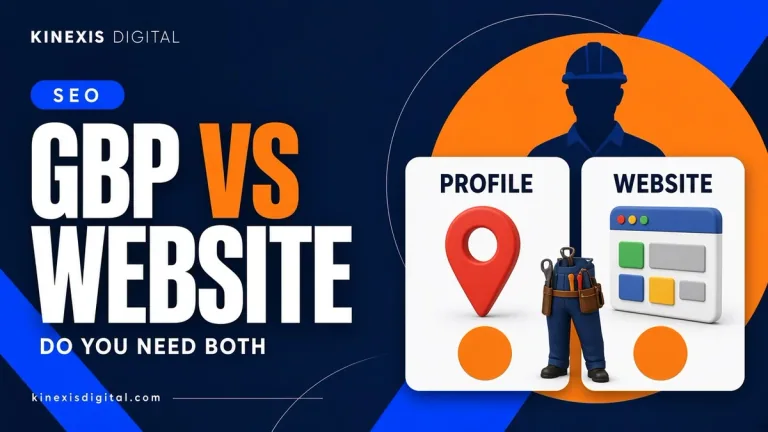 KINEXIS DIGITAL
SEO
GBP VS
WEBSITE
DO YOU NEED BOTH
kinexisdigital.com
PROFILE
WEBSITE